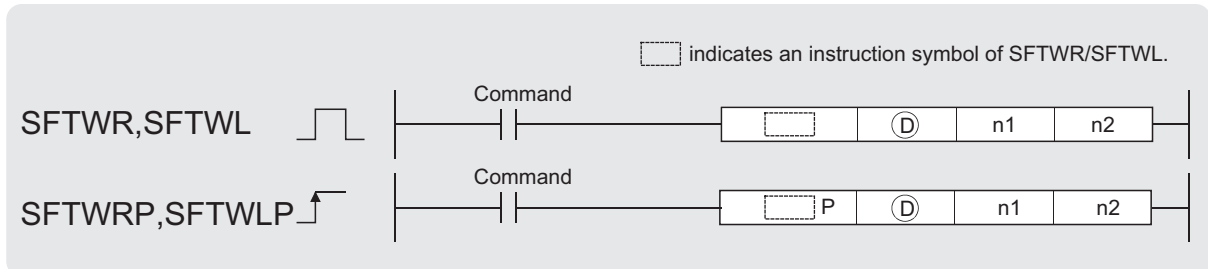 indicates an instruction symbol of SFTWR/SFTWL.
Command
SFTWR,SFTWL
D n1 n2
Command
SFTWRP,SFTWLP
P D n1 n2